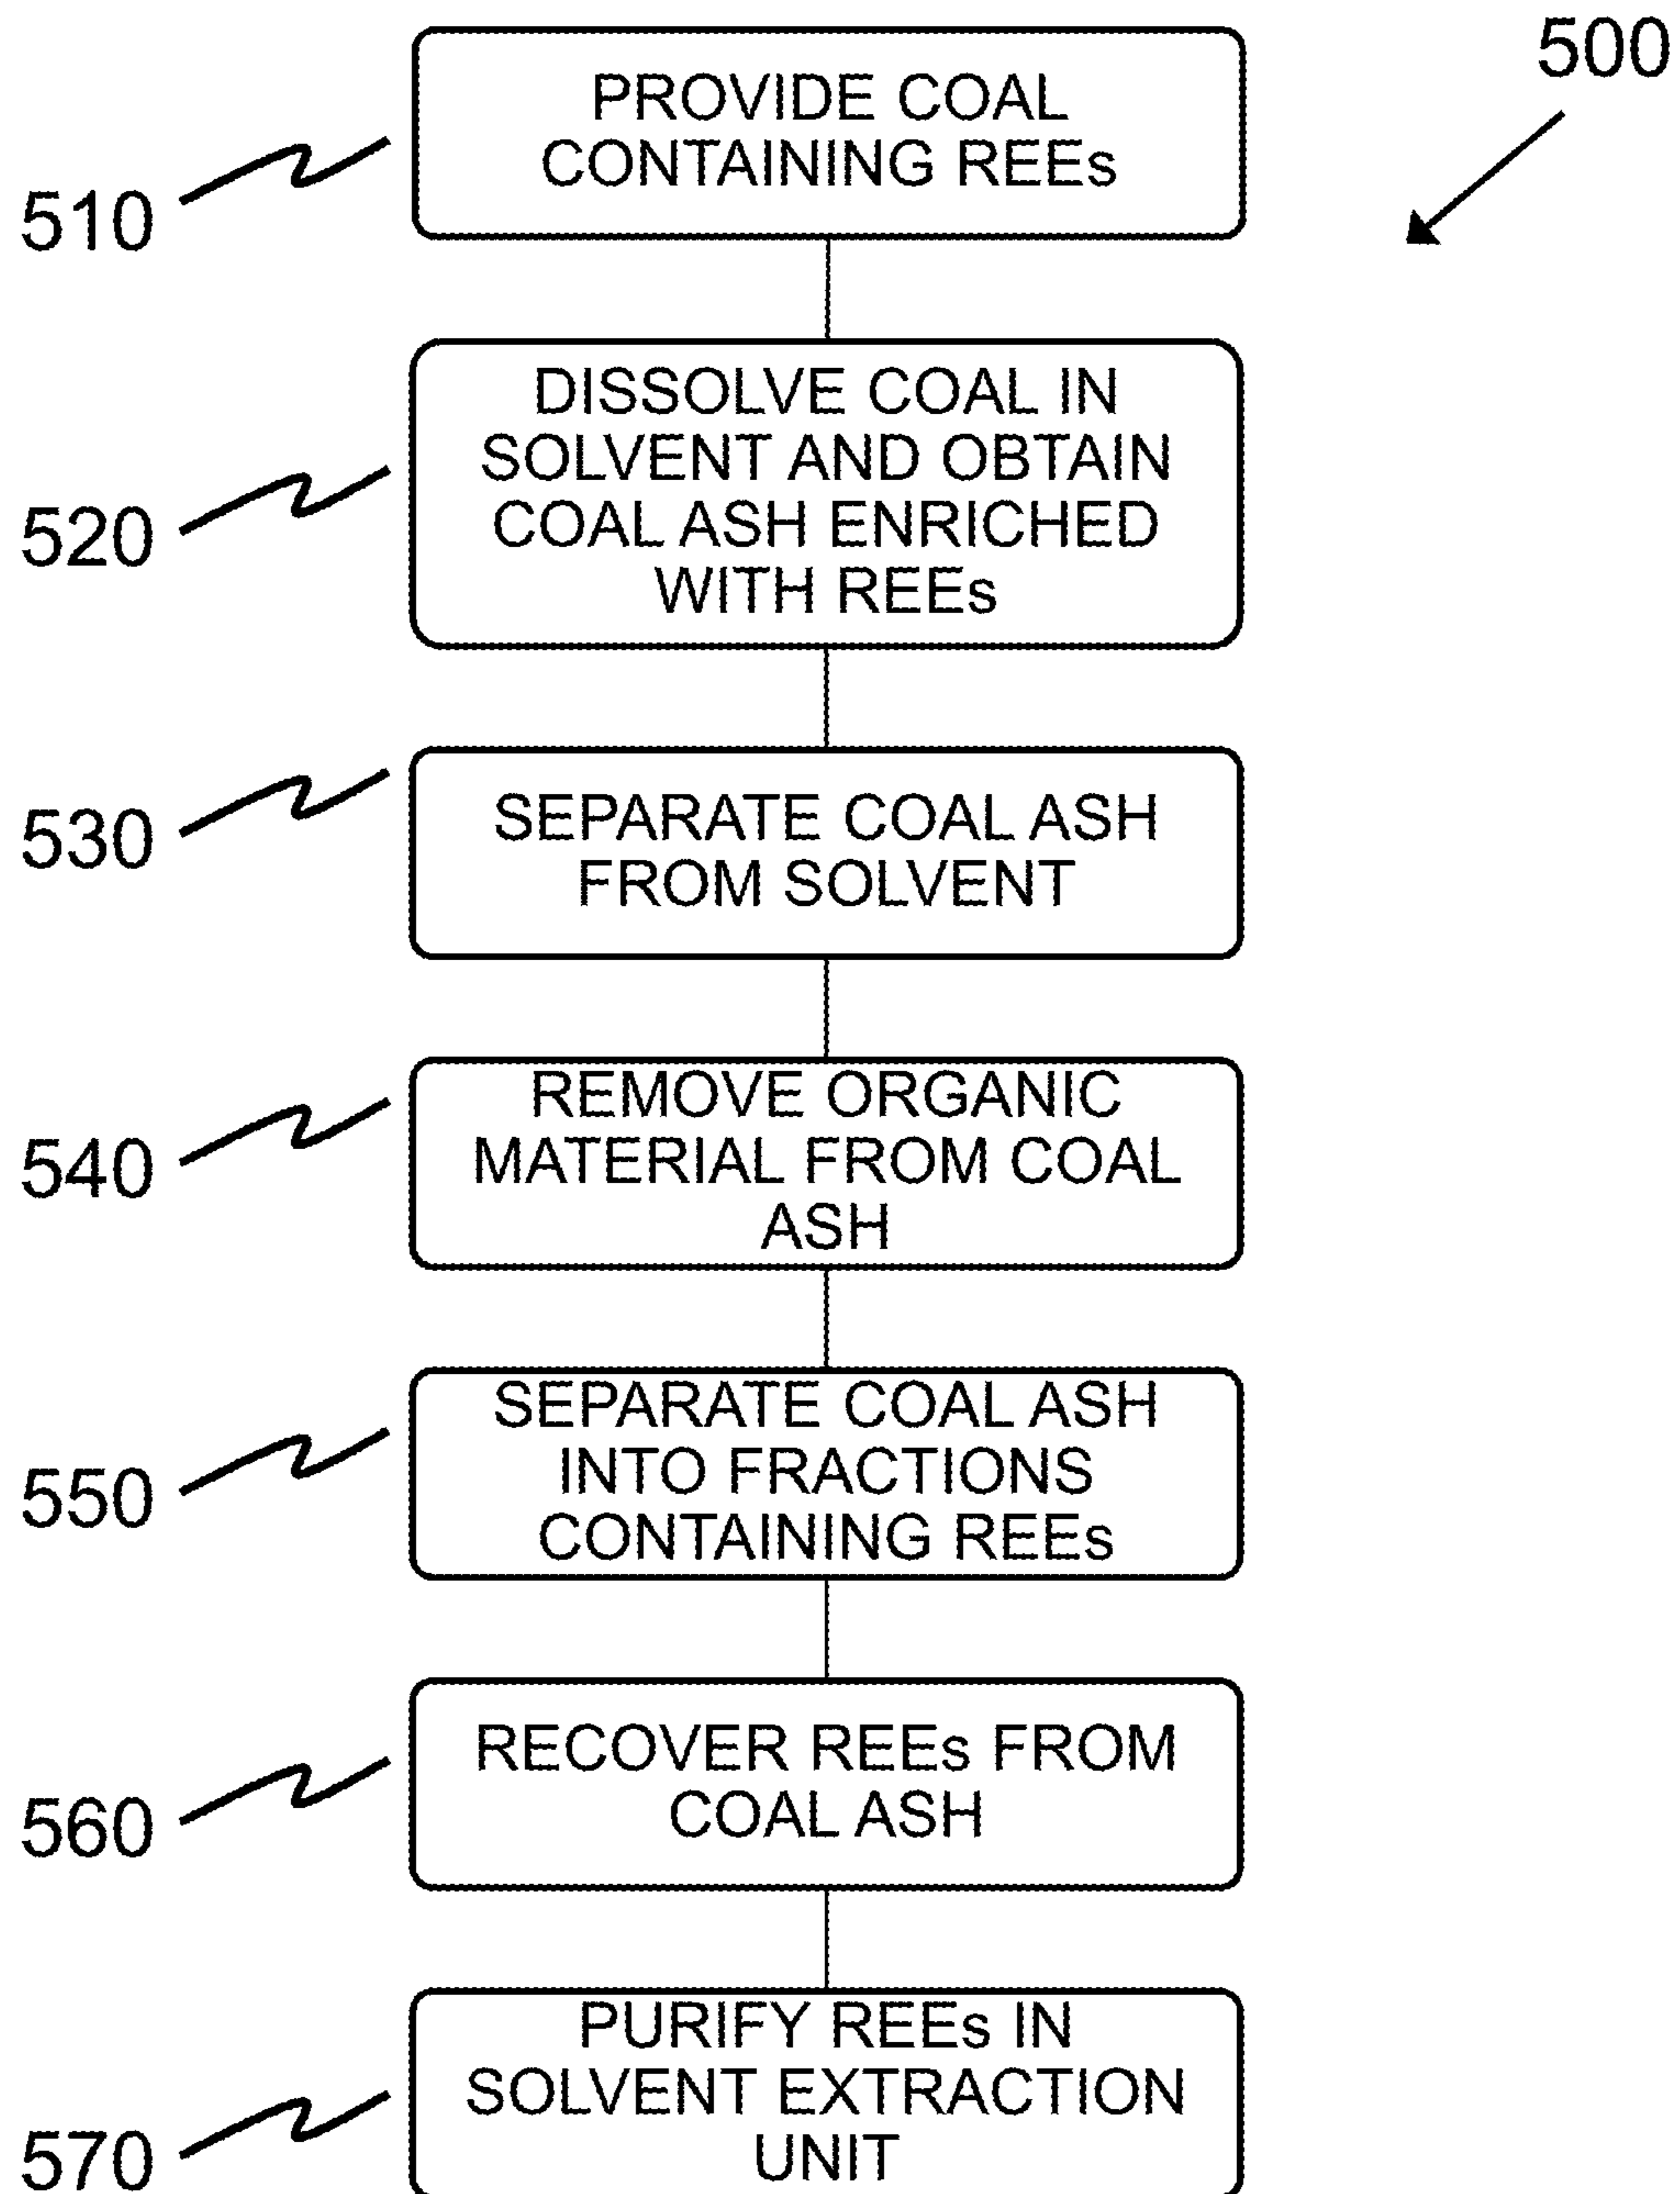 500
PROVIDE COAL
CONTAINING REEs
510
DISSOLVE COAL IN
SOLVENT AND OBTAIN
COAL ASH ENRICHED
WITH REEs
520
SEPARATE COAL ASH
FROM SOLVENT
530
REMOVE ORGANIC
MATERIAL FROM COAL
ASH
540
SEPARATE COAL ASH
INTO FRACTIONS
CONTAINING REEs
550
RECOVER REEs FROM
COAL ASH
560
PURIFY REEs IN
SOLVENT EXTRACTION
UNIT
570